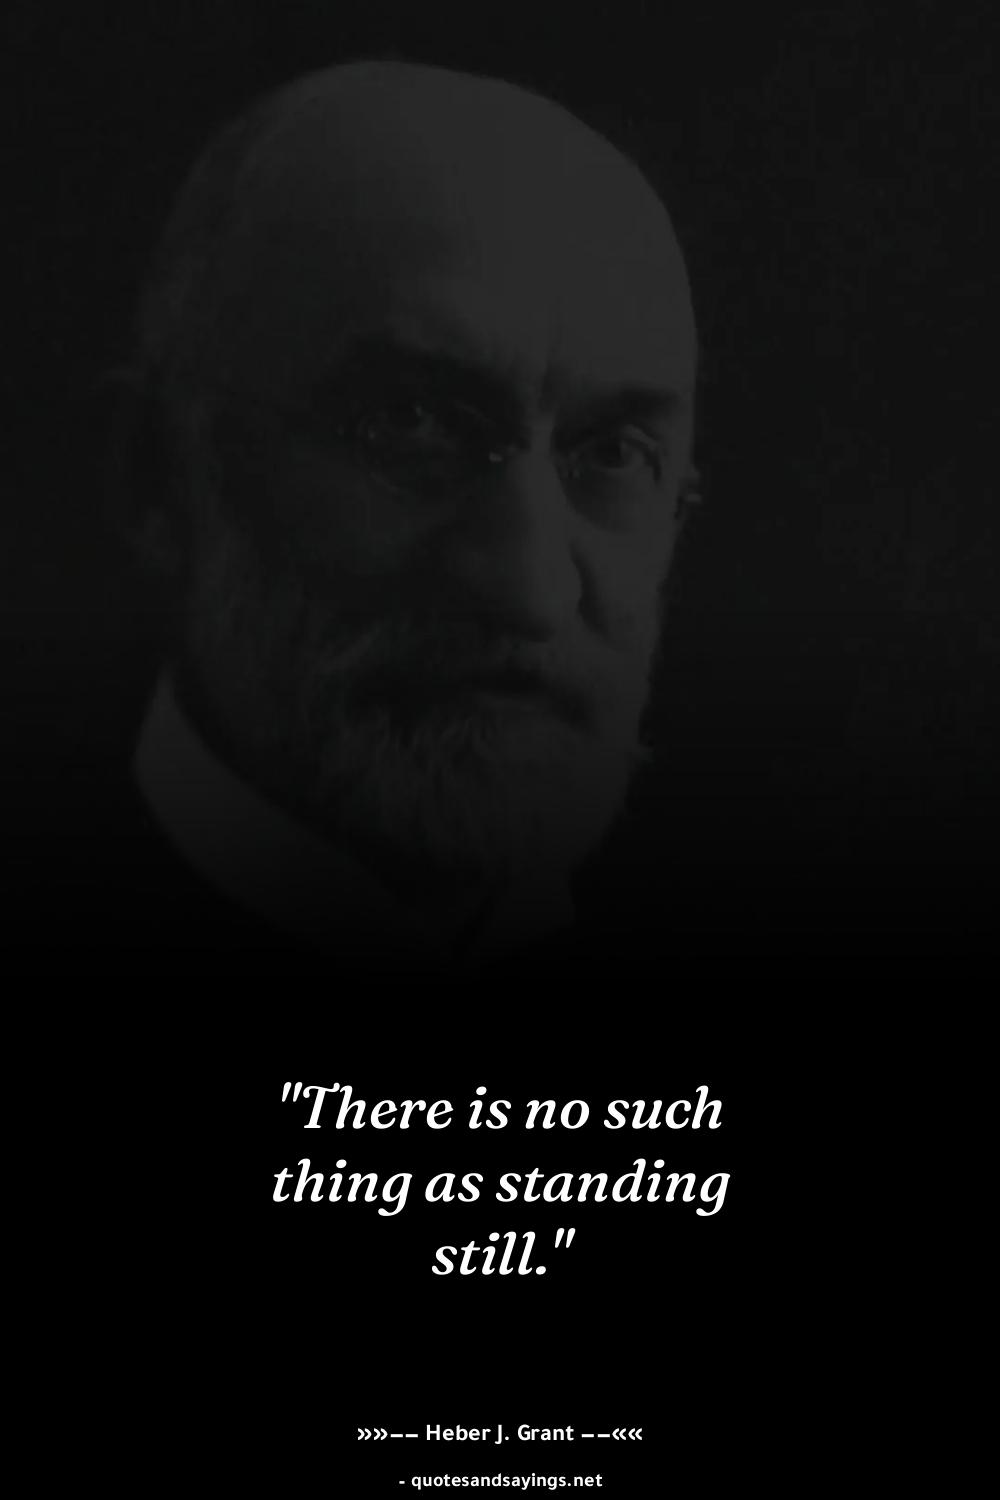 "There is no such
thing as standing
still."
»»−− Heber J. Grant −−««
- quotesandsayings.net